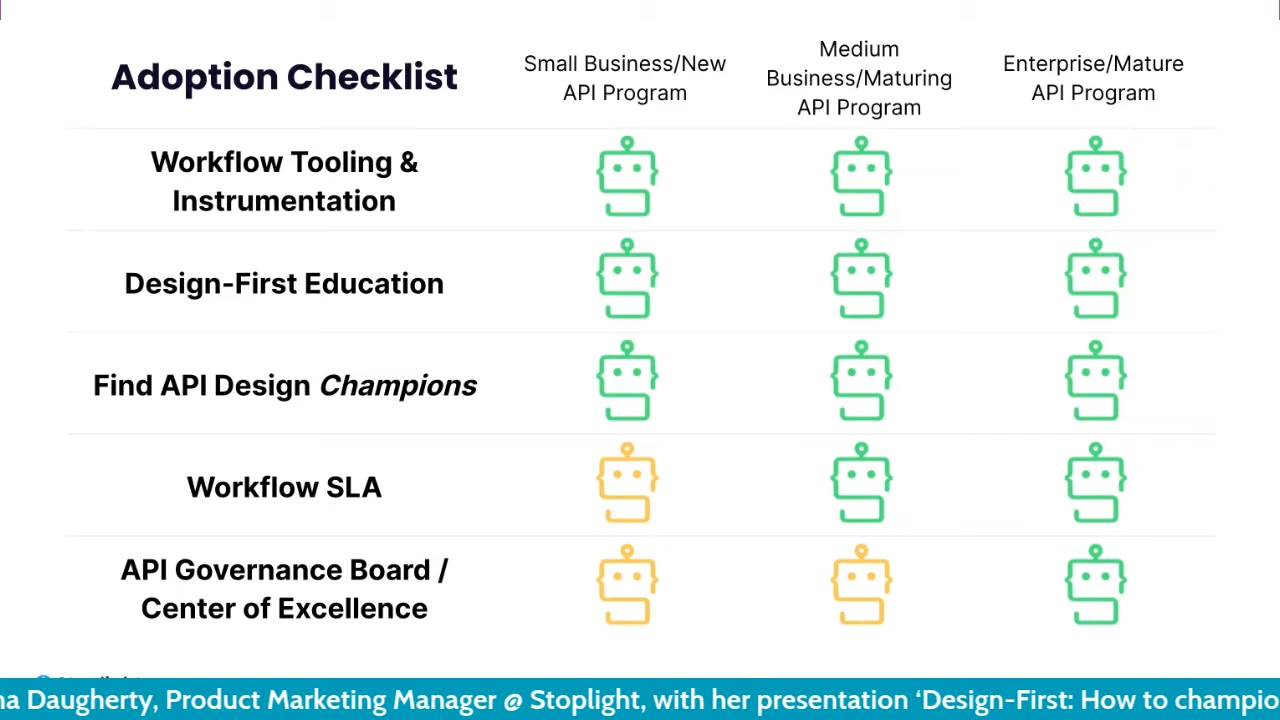 Adoption Checklist
Small Business/New
API Program
Medium
Business/Maturing
API Program
Enterprise/Mature
API Program
Workflow Tooling &
Instrumentation
Design-First Education
Find API Design Champions
Workflow SLA
API Governance Board /
Center of Excellence
Daugherty, Product Marketing Manager @ Stoplight, with her presentation ‘Design-First: How to